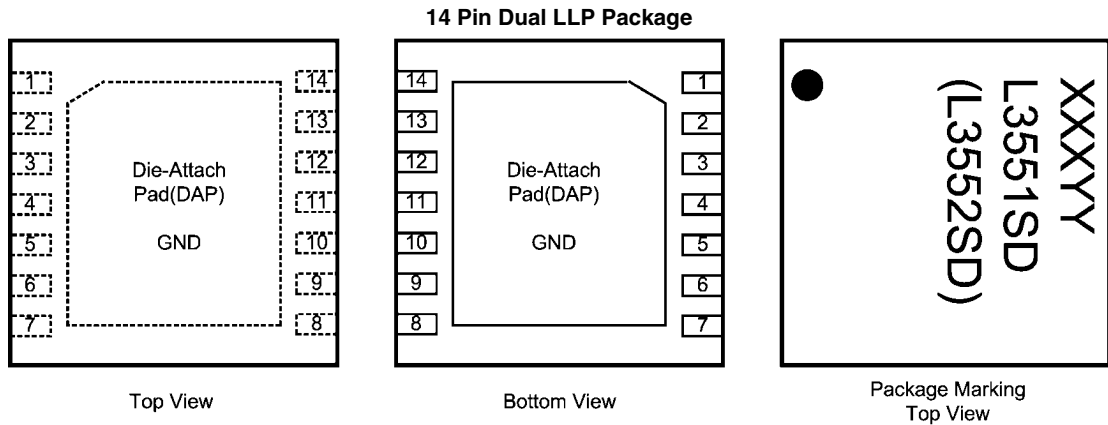 14 Pin Dual LLP Package
1
2
3
4
5
6
7
14
13
12
11
10
9
8
Die-Attach
Pad(DAP)
GND
Top View
14
13
12
11
10
9
8
1
2
3
4
5
6
7
Die-Attach
Pad(DAP)
GND
Bottom View
XXXYY
L3551SD
(L3552SD)
Package Marking
Top View